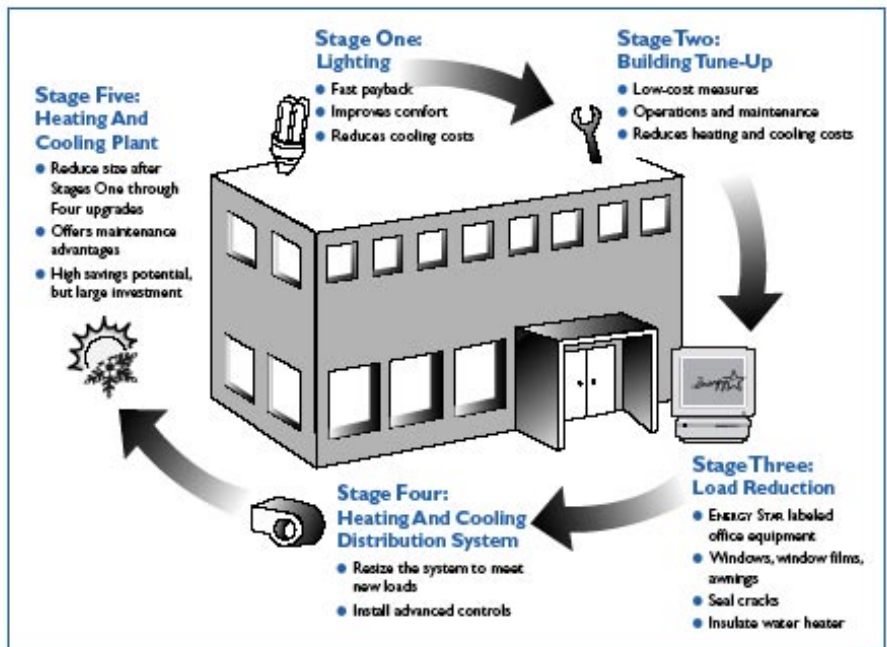 Stage One:
Lighting
● Fast payback
● Improves comfort
● Reduces cooling costs
Stage Two:
Building Tune-Up
● Low-cost measures
● Operations and maintenance
● Reduces heating and cooling costs
Stage Three:
Load Reduction
● ENERGY STAR labeled
office equipment
● Windows, window films,
awnings
● Seal cracks
● Insulate water heater
Stage Four:
Heating And Cooling
Distribution System
● Resize the system to meet
new loads
● Install advanced controls
Stage Five:
Heating And
Cooling Plant
● Reduce size after
Stages One through
Four upgrades
● Offers maintenance
advantages
● High savings potential,
but large investment
energy